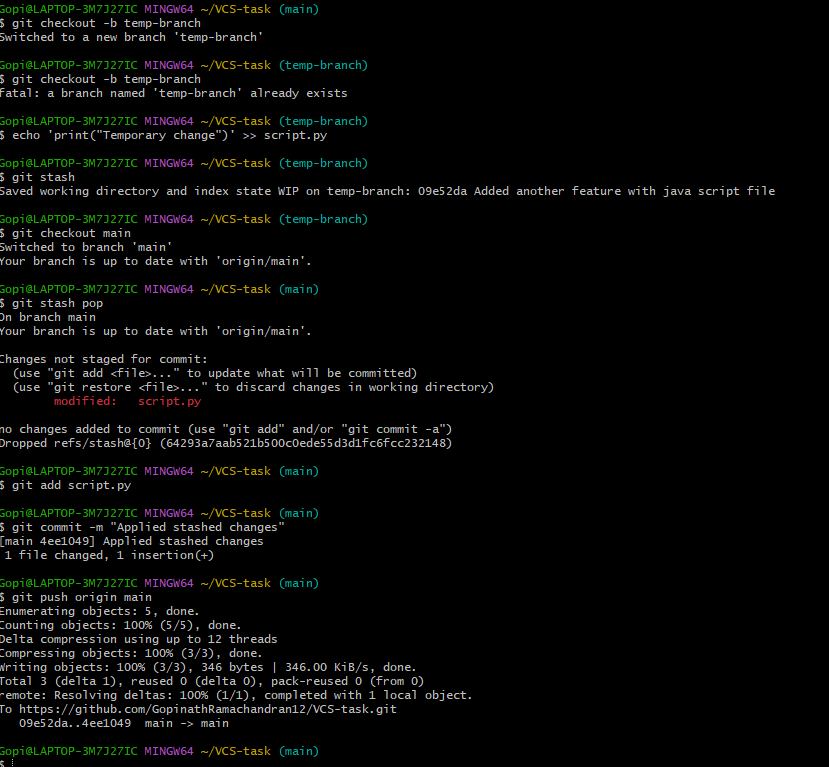 Gopi@LAPTOP-3M7J27IC MINGW64 ~/VCS-task (main)
$ git checkout -b temp-branch
Switched to a new branch 'temp-branch'

Gopi@LAPTOP-3M7J27IC MINGW64 ~/VCS-task (temp-branch)
$ git checkout -b temp-branch
fatal: a branch named 'temp-branch' already exists

Gopi@LAPTOP-3M7J27IC MINGW64 ~/VCS-task (temp-branch)
$ echo 'print("Temporary change")' >> script.py

Gopi@LAPTOP-3M7J27IC MINGW64 ~/VCS-task (temp-branch)
$ git stash
Saved working directory and index state WIP on temp-branch: 09e52da Added another feature with java script file

Gopi@LAPTOP-3M7J27IC MINGW64 ~/VCS-task (temp-branch)
$ git checkout main
Switched to branch 'main'
Your branch is up to date with 'origin/main'.

Gopi@LAPTOP-3M7J27IC MINGW64 ~/VCS-task (main)
$ git stash pop
On branch main
Your branch is up to date with 'origin/main'.

Changes not staged for commit:
  (use "git add <file>..." to update what will be committed)
  (use "git restore <file>..." to discard changes in working directory)
        modified:   script.py

no changes added to commit (use "git add" and/or "git commit -a")
Dropped refs/stash@{0} (64293a7aab521b500c0ede55d3d1fc6fcc232148)

Gopi@LAPTOP-3M7J27IC MINGW64 ~/VCS-task (main)
$ git add script.py

Gopi@LAPTOP-3M7J27IC MINGW64 ~/VCS-task (main)
$ git commit -m "Applied stashed changes"
[main 4ee1049] Applied stashed changes
 1 file changed, 1 insertion(+)

Gopi@LAPTOP-3M7J27IC MINGW64 ~/VCS-task (main)
$ git push origin main
Enumerating objects: 5, done.
Counting objects: 100% (5/5), done.
Delta compression using up to 12 threads
Compressing objects: 100% (3/3), done.
Writing objects: 100% (3/3), 346 bytes | 346.00 KiB/s, done.
Total 3 (delta 1), reused 0 (delta 0), pack-reused 0 (from 0)
remote: Resolving deltas: 100% (1/1), completed with 1 local object.
To https://github.com/GopinathRamachandran12/VCS-task.git
   09e52da..4ee1049  main -> main

Gopi@LAPTOP-3M7J27IC MINGW64 ~/VCS-task (main)
$